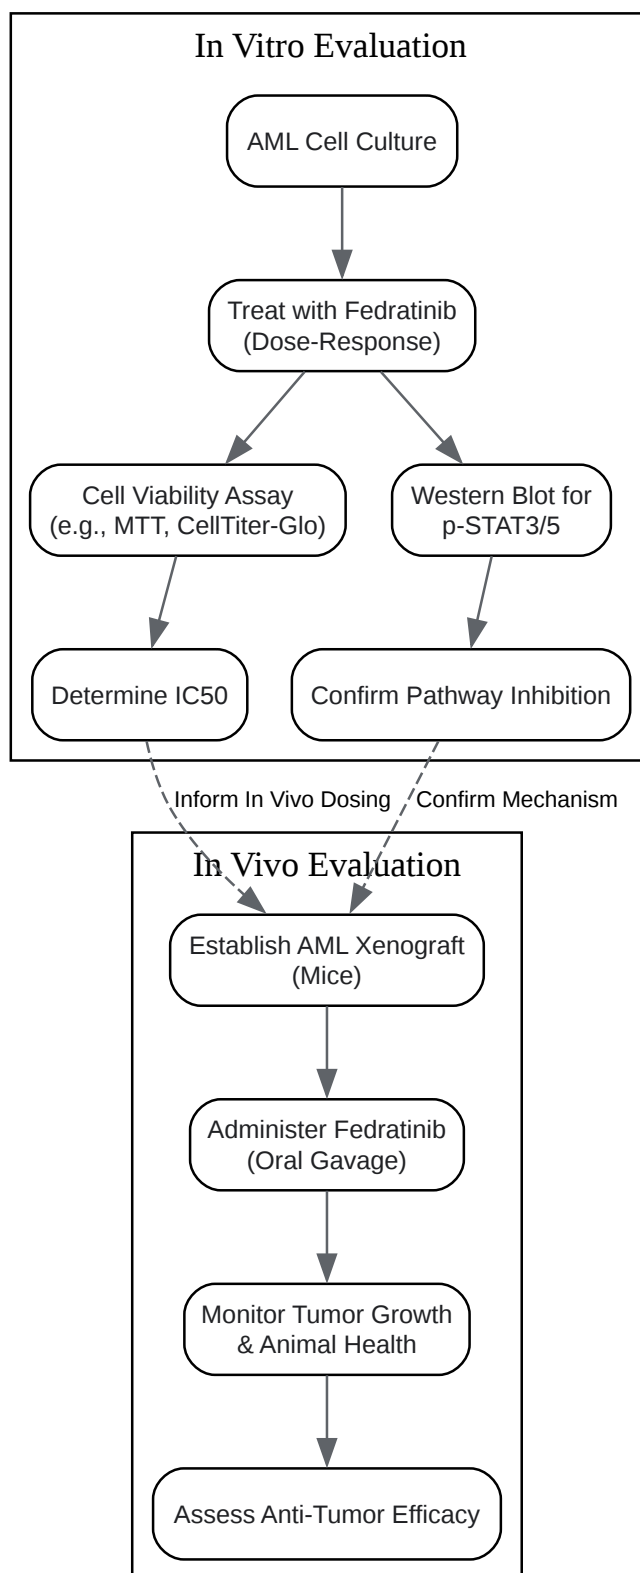 In Vitro Evaluation
AML Cell Culture
Treat with Fedratinib
(Dose-Response)
Cell Viability Assay
(e.g., MTT, CellTiter-Glo)
Western Blot for
p-STAT3/5
Determine IC50
Confirm Pathway Inhibition
Inform In Vivo Dosing
Confirm Mechanism
In Vivo Evaluation
Establish AML Xenograft
(Mice)
Administer Fedratinib
(Oral Gavage)
Monitor Tumor Growth
& Animal Health
Assess Anti-Tumor Efficacy